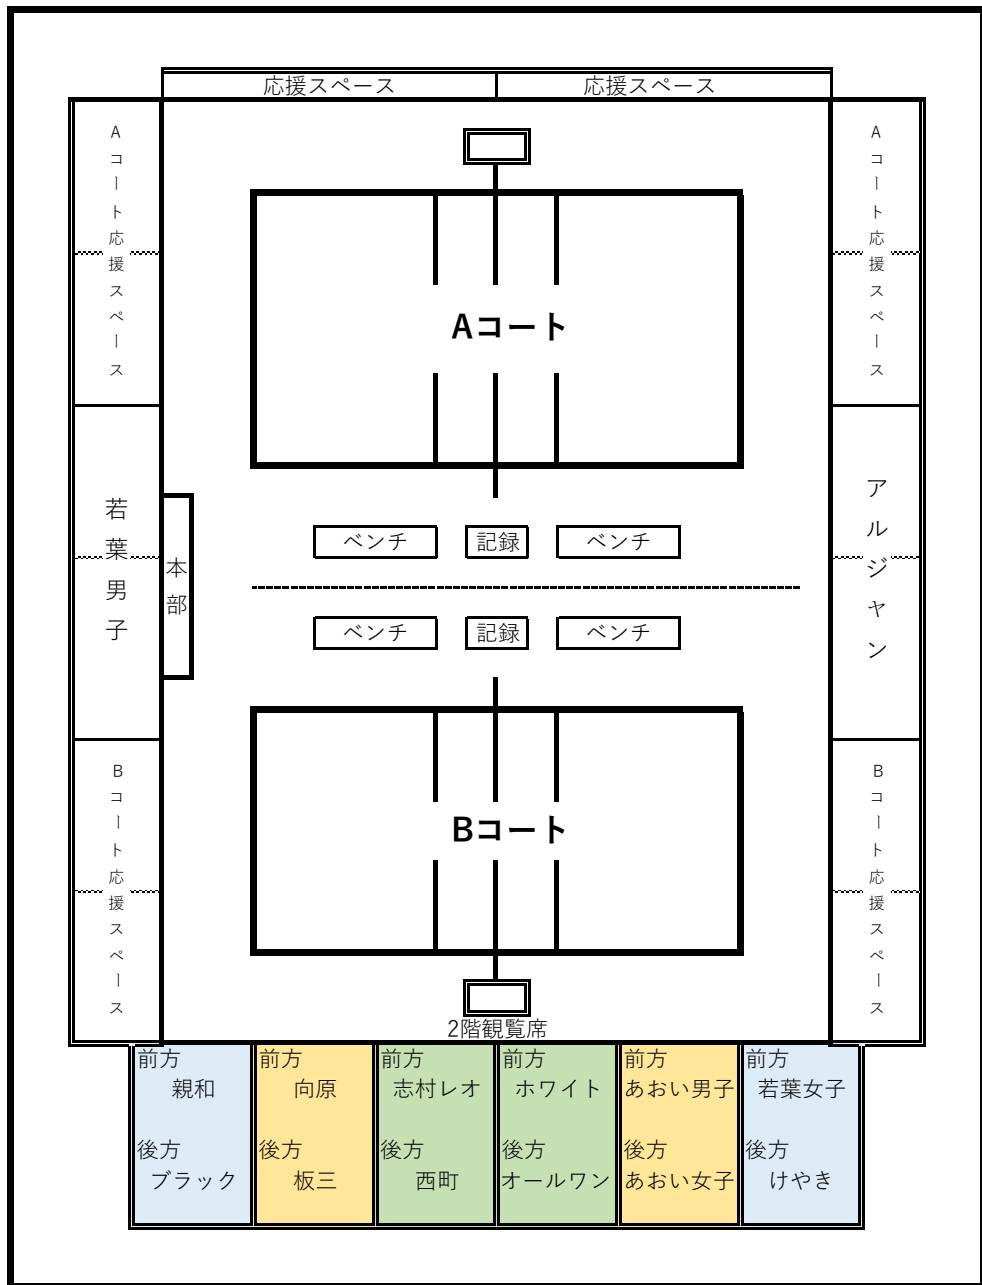 応援スペース 応援スペース
Aコート応援スペース
Aコート応援スペース
Aコート
若葉男子
本部
アルジャン
ベンチ 記録 ベンチ
ベンチ 記録 ベンチ
Bコート応援スペース
Bコート応援スペース
Bコート
2階観覧席
前方 前方 前方 前方 前方 前方
親和 向原 志村レオ ホワイト あおい男子 若葉女子
後方 後方 後方 後方 後方 後方
ブラック 板三 西町 オールワン あおい女子 けやき